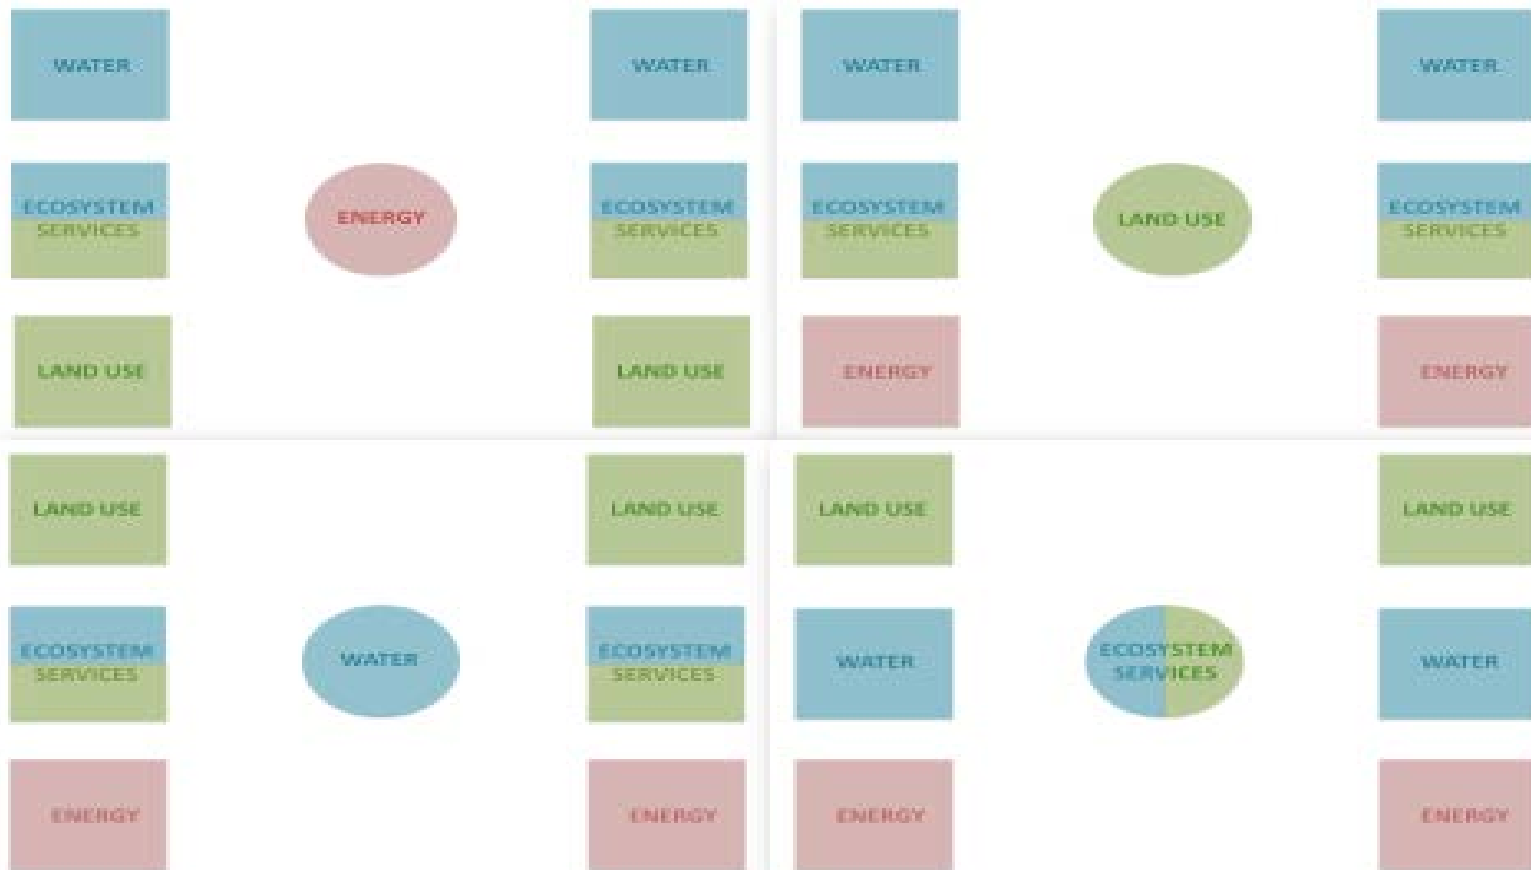 WATER
ECOSYSTEM
SERVICES
LAND USE
ENERGY
WATER
ECOSYSTEM
SERVICES
LAND USE
WATER
ECOSYSTEM
SERVICES
ENERGY
LAND USE
WATER
ECOSYSTEM
SERVICES
ENERGY
LAND USE
ECOSYSTEM
SERVICES
ENERGY
WATER
LAND USE
ECOSYSTEM
SERVICES
ENERGY
LAND USE
WATER
ENERGY
ECOSYSTEM
SERVICES
LAND USE
WATER
ENERGY